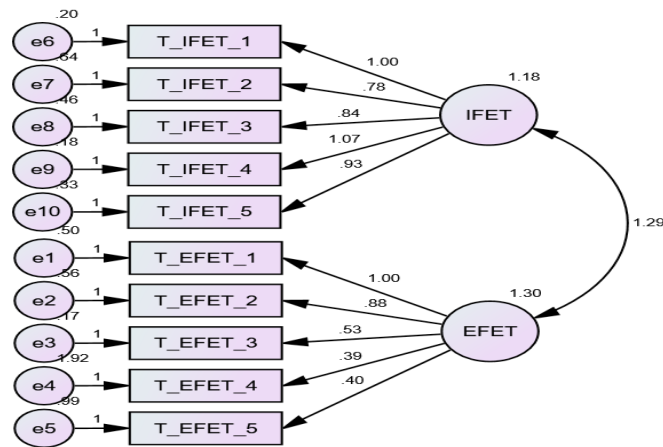 .20
e6 1 T_IFET_1
.64
e7 1 T_IFET_2
.46
e8 1 T_IFET_3
.18
e9 1 T_IFET_4
.33
e10 1 T_IFET_5
1.00
.78
.84
1.07
.93
1.18
IFET
1.29
.50
e1 1 T_EFET_1
.56
e2 1 T_EFET_2
.17
e3 1 T_EFET_3
1.92
e4 1 T_EFET_4
.99
e5 1 T_EFET_5
1.00
.88
.53
.39
.40
1.30
EFET